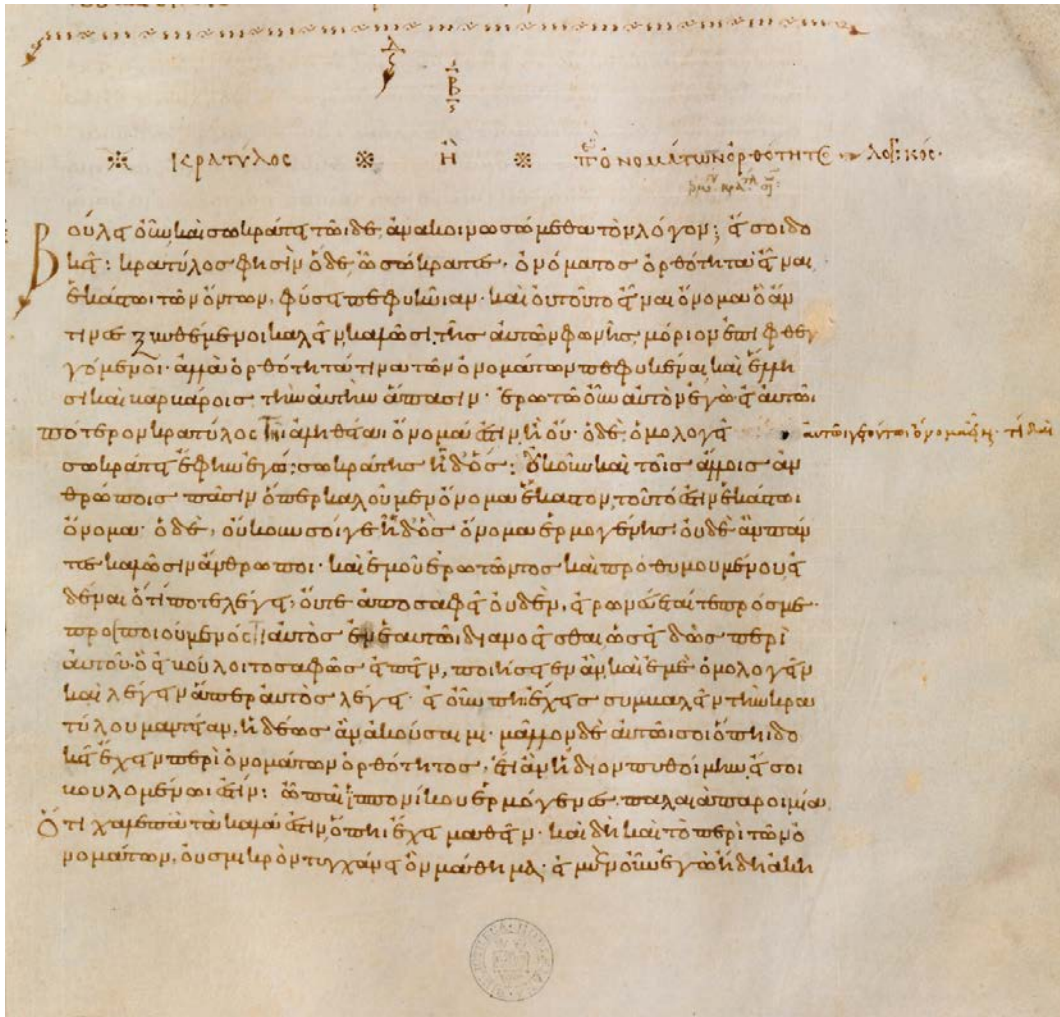 ※ κρατύλος ※ ἢ ※ περὶ ὀνομάτων ὀρθότητος λογικός·
Βούλει οὖν καὶ σωκράτει τῶιδε ἀνακοινωσώμεθα τὸν λόγον; εἴ σοι δο
κεῖ: κρατύλος φησὶν ὅδε ὦ σώκρατες· ὀνόματος ὀρθότητα εἶναι
ἑκάστωι τῶν ὄντων, φύσει πεφυκυῖαν· καὶ οὐ τοῦτο εἶναι ὄνομα ὃ ἄν
τινες ξυνθέμενοι καλεῖν καλῶσι, τῆς αὐτῶν φωνῆς μόριον ἐπιφθεγ
γόμενοι· ἀλλὰ ὀρθότητά τινα τῶν ὀνομάτων πεφυκέναι καὶ ἕλλη
σι καὶ βαρβάροις τὴν αὐτὴν ἅπασιν· ἐρωτῶ οὖν αὐτὸν ἐγὼ εἰ αὐτῶι
πότερον κρατύλος τῆι ἀληθείαι ὄνομά ἐστιν, ἢ οὔ· ὁ δὲ ὁμολογεῖ
σωκράτει ἔφην ἐγώ; σωκράτης ἦ δ' ὅς: οὐκοῦν καὶ τοῖς ἄλλοις ἀν
θρώποις πᾶσιν ὅπερ καλοῦμεν ὄνομα ἕκαστον, τοῦτό ἐστιν ἑκάστωι
ὄνομα· ὁ δὲ, οὔκουν σοί γε ἦ δ' ὃς ὄνομα ἑρμογένης· οὐδὲ ἂν πάν
τες καλῶσιν ἄνθρωποι· καὶ ἐμοῦ ἐρωτῶντος καὶ προθυμουμένου εἰ
δέναι ὅτι ποτε λέγει, οὔτε ἀποσαφεῖ οὐδέν, εἰρωνεύεταί τε πρός με·
προσποιούμενός τι αὐτὸς ἐν ἑαυτῶι διανοεῖσθαι ὡς εἰδὼς περὶ
αὐτοῦ· ὃ εἰ βούλοιτο σαφῶς εἰπεῖν, ποιήσειεν ἂν καὶ ἐμὲ ὁμολογεῖν
καὶ λέγειν ἅπερ αὐτὸς λέγει· εἰ οὖν πηι ἔχεις συμβαλεῖν τὴν κρα
τύλου μαντείαν, ἡδέως ἂν ἀκούσαιμι· μᾶλλον δὲ αὐτῶι σοι ὅπηι δο
κεῖ ἔχειν περὶ ὀνομάτων ὀρθότητος, ἔτι ἂν ἥδιον πυθοίμην, εἴ σοι
βουλομένωι ἐστίν: ὦ παῖ ἱππονίκου ἑρμόγενες, παλαιὰ παροιμία
ὅτι χαλεπὰ τὰ καλά ἐστιν, ὅπηι ἔχει μαθεῖν· καὶ δὴ καὶ τὸ περὶ τῶν ὀ
νομάτων, οὐ σμικρὸν τυγχάνει ὂν μάθημα· εἰ μὲν οὖν ἐγὼ ἤδη ἀκη